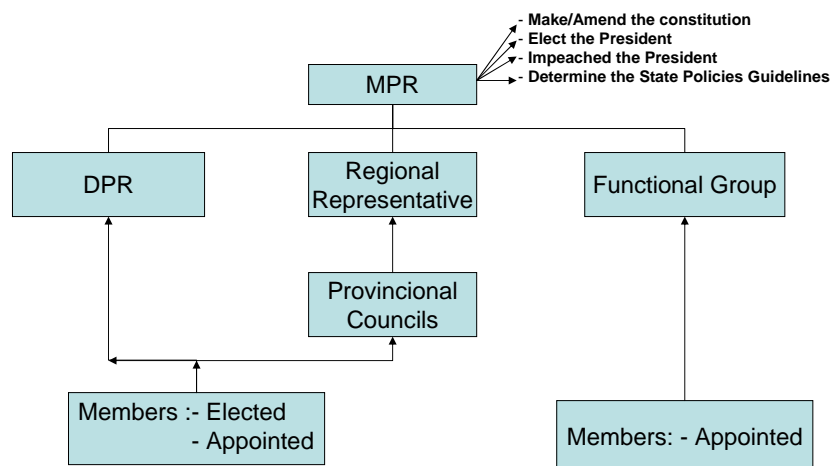 - Make/Amend the constitution
- Elect the President
- Impeached the President
- Determine the State Policies Guidelines
MPR
DPR
Regional
Representative
Functional Group
Provincional
Councils
Members :- Elected
- Appointed
Members: - Appointed